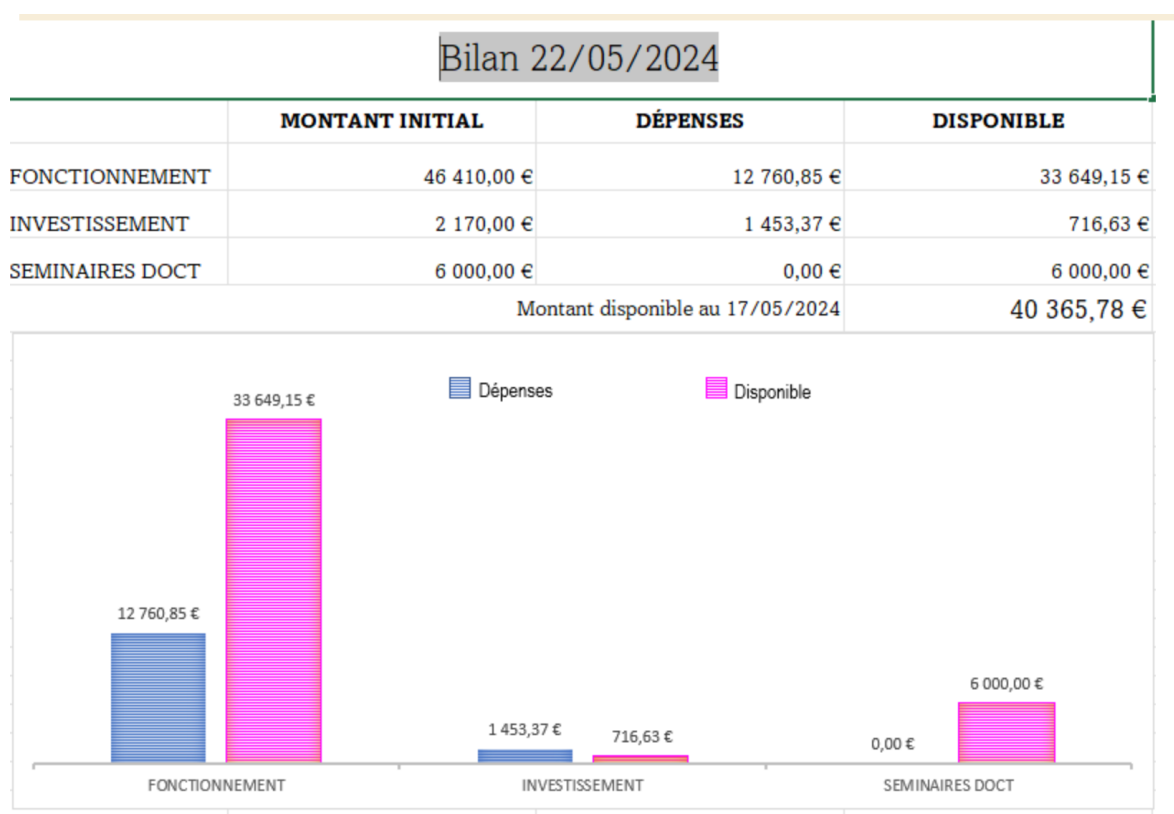 Bilan 22/05/2024
MONTANT INITIAL DÉPENSES DISPONIBLE
FONCTIONNEMENT 46 410,00 € 12 760,85 € 33 649,15 €
INVESTISSEMENT 2 170,00 € 1 453,37 € 716,63 €
SEMINAIRES DOCT 6 000,00 € 0,00 € 6 000,00 €
Montant disponible au 17/05/2024 40 365,78 €
Dépenses Disponible
33 649,15 €
12 760,85 €
6 000,00 €
1 453,37 € 716,63 € 0,00 €
FONCTIONNEMENT INVESTISSEMENT SEMINAIRES DOCT